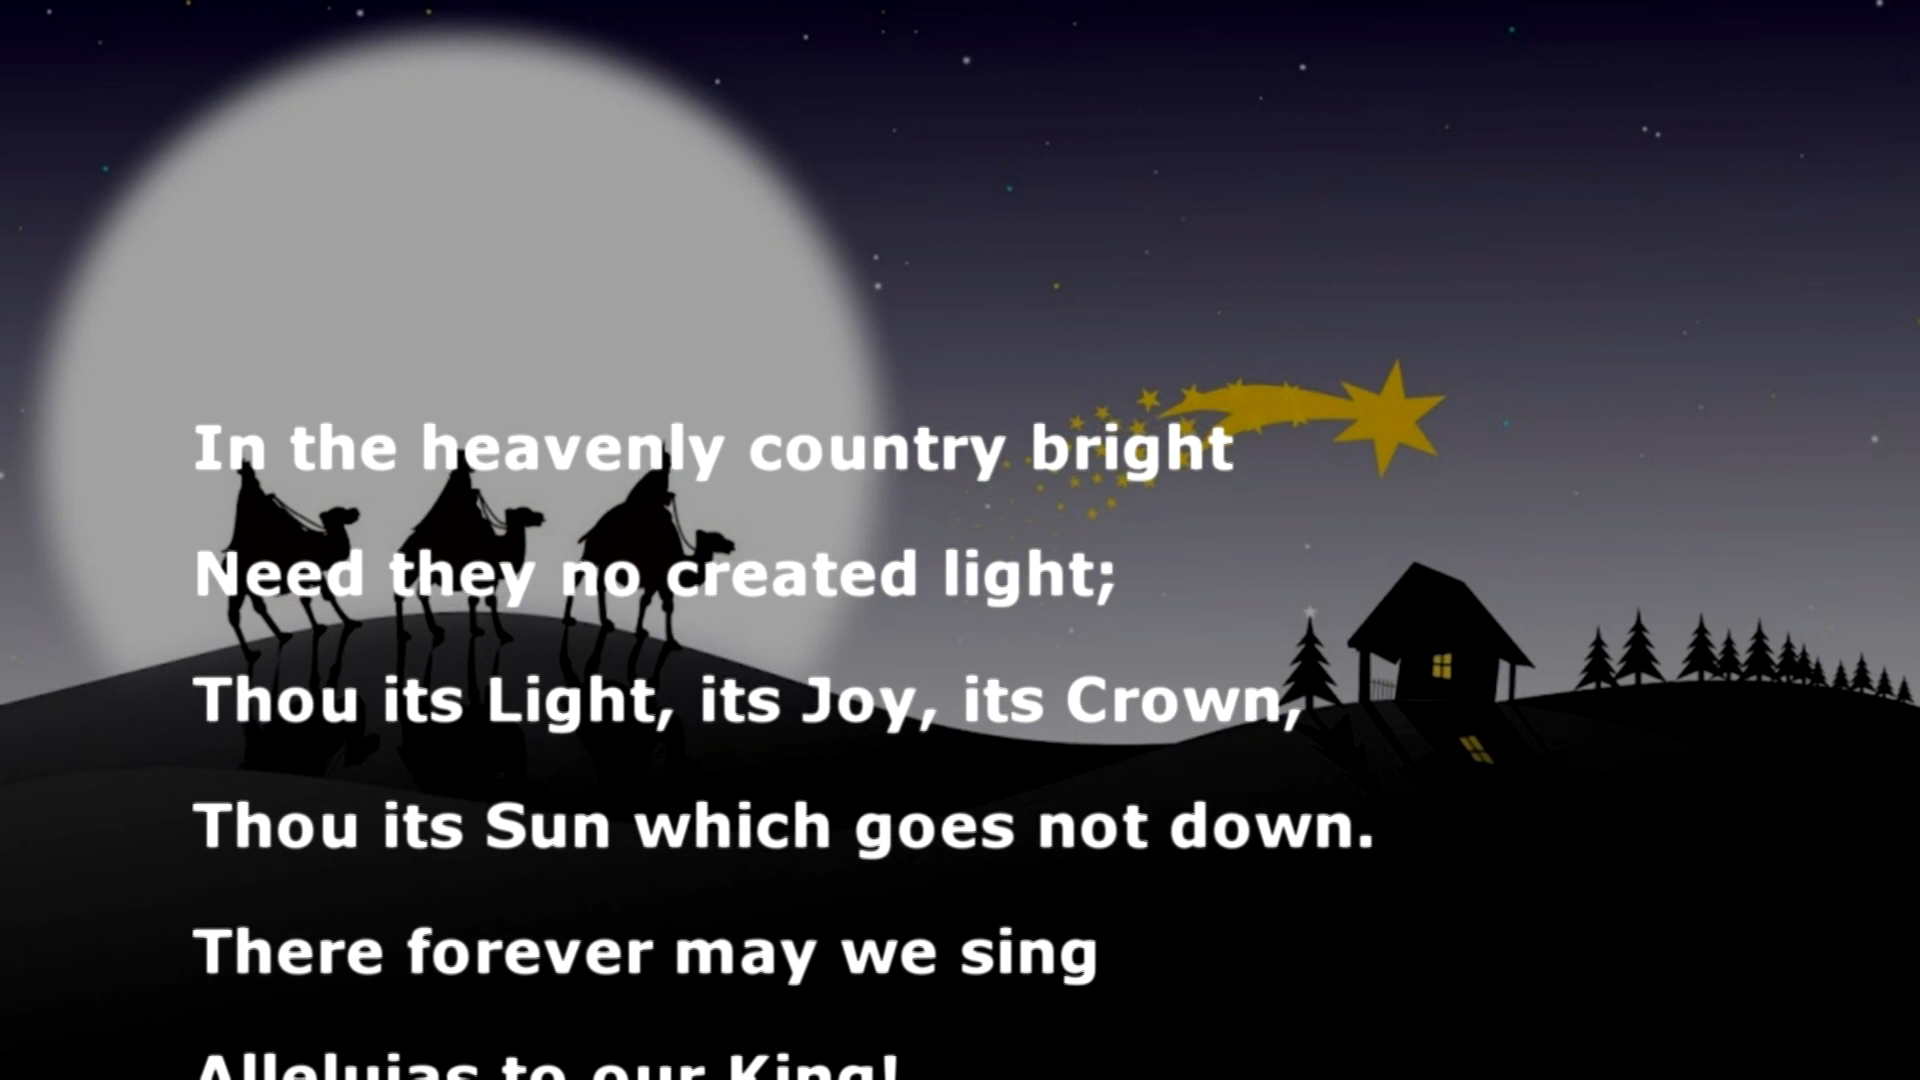 In the heavenly country bright
Need they no created light;
Thou its Light, its Joy, its Crown,
Thou its Sun which goes not down.
There forever may we sing
Alleluias to our King!